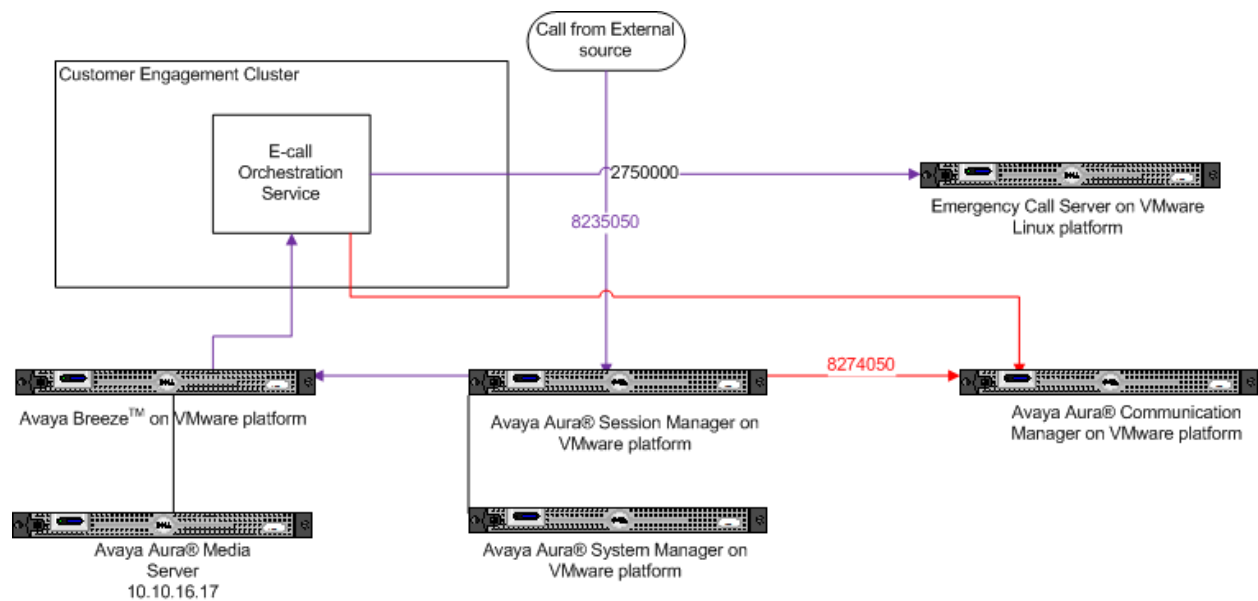 Call from External
source
Customer Engagement Cluster
E-call
Orchestration
Service
2750000
8235050
Emergency Call Server on VMware
Linux platform
8274050
Avaya Breeze™ on VMware platform
Avaya Aura® Session Manager on
VMware platform
Avaya Aura® Communication
Manager on VMware platform
Avaya Aura® Media
Server
10.10.16.17
Avaya Aura® System Manager on
VMware platform